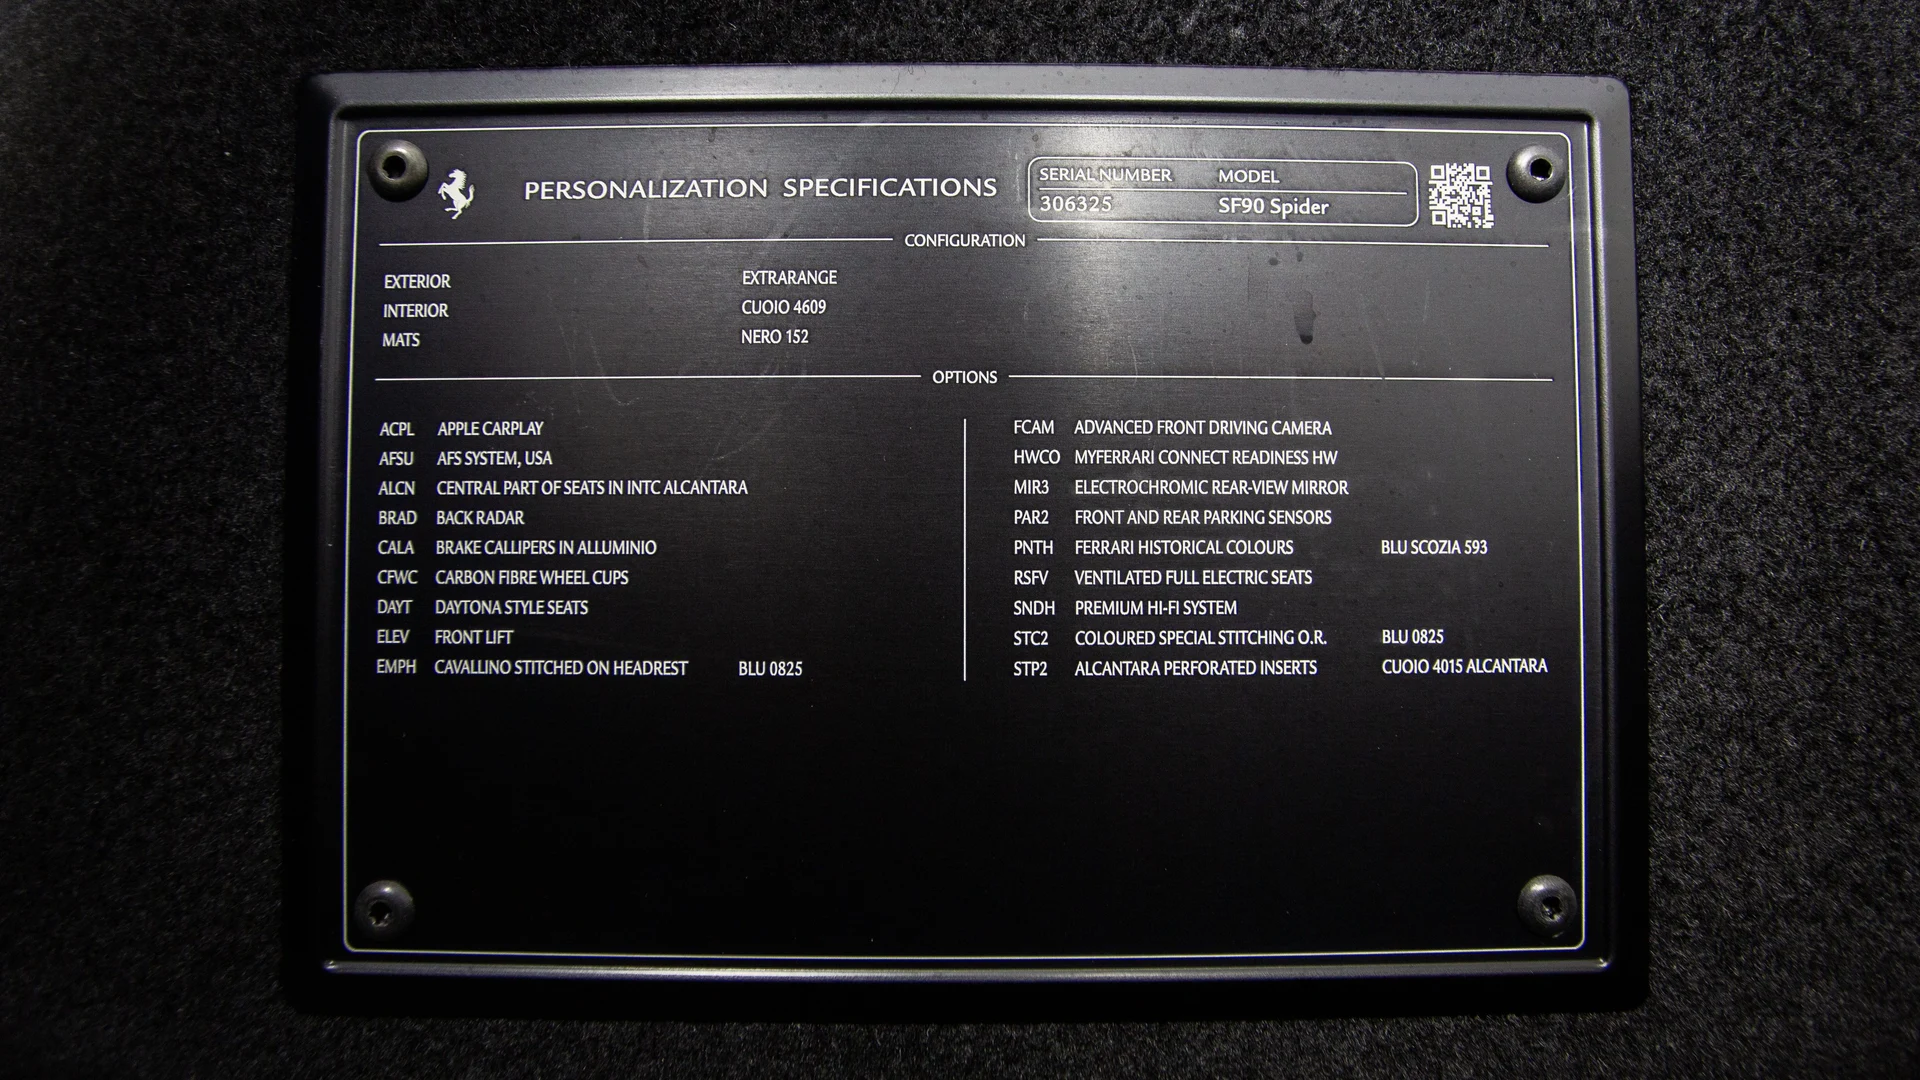 PERSONALIZATION SPECIFICATIONS
SERIAL NUMBER MODEL
306325 SF90 Spider
CONFIGURATION
EXTERIOR EXTRARANGE
INTERIOR CUOIO 4609
MATS NERO 152
OPTIONS
ACPL APPLE CARPLAY
AFSU AFS SYSTEM, USA
ALCN CENTRAL PART OF SEATS IN INTC ALCANTARA
BRAD BACK RADAR
CALA BRAKE CALLIPERS IN ALLUMINIO
CFWC CARBON FIBRE WHEEL CUPS
DAYT DAYTONA STYLE SEATS
ELEV FRONT LIFT
EMPH CAVALLINO STITCHED ON HEADREST BLU 0825
FCAM ADVANCED FRONT DRIVING CAMERA
HWCO MYFERRARI CONNECT READINESS HW
MIR3 ELECTROCHROMIC REAR-VIEW MIRROR
PAR2 FRONT AND REAR PARKING SENSORS
PNTH FERRARI HISTORICAL COLOURS BLU SCOZIA 593
RSFV VENTILATED FULL ELECTRIC SEATS
SNDH PREMIUM HI-FI SYSTEM
STC2 COLOURED SPECIAL STITCHING O.R. BLU 0825
STP2 ALCANTARA PERFORATED INSERTS CUOIO 4015 ALCANTARA